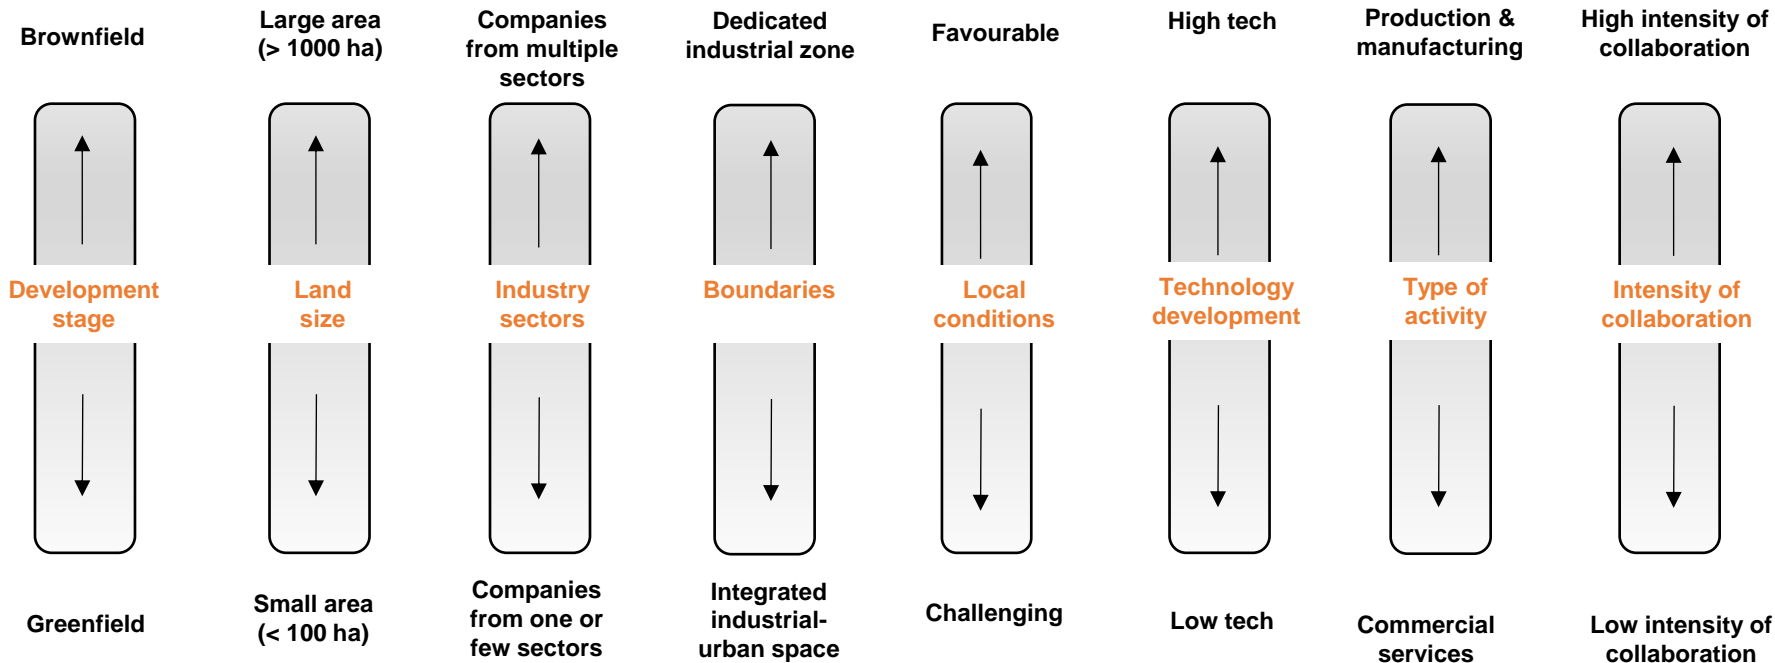 Brownfield
Large area
(> 1000 ha)
Companies
from multiple
sectors
Dedicated
industrial zone
Favourable
High tech
Production &
manufacturing
High intensity of
collaboration
Development
stage
Land
size
Industry
sectors
Boundaries
Local
conditions
Technology
development
Type of
activity
Intensity of
collaboration
Greenfield
Small area
(< 100 ha)
Companies
from one or
few sectors
Integrated
industrial-
urban space
Challenging
Low tech
Commercial
services
Low intensity of
collaboration